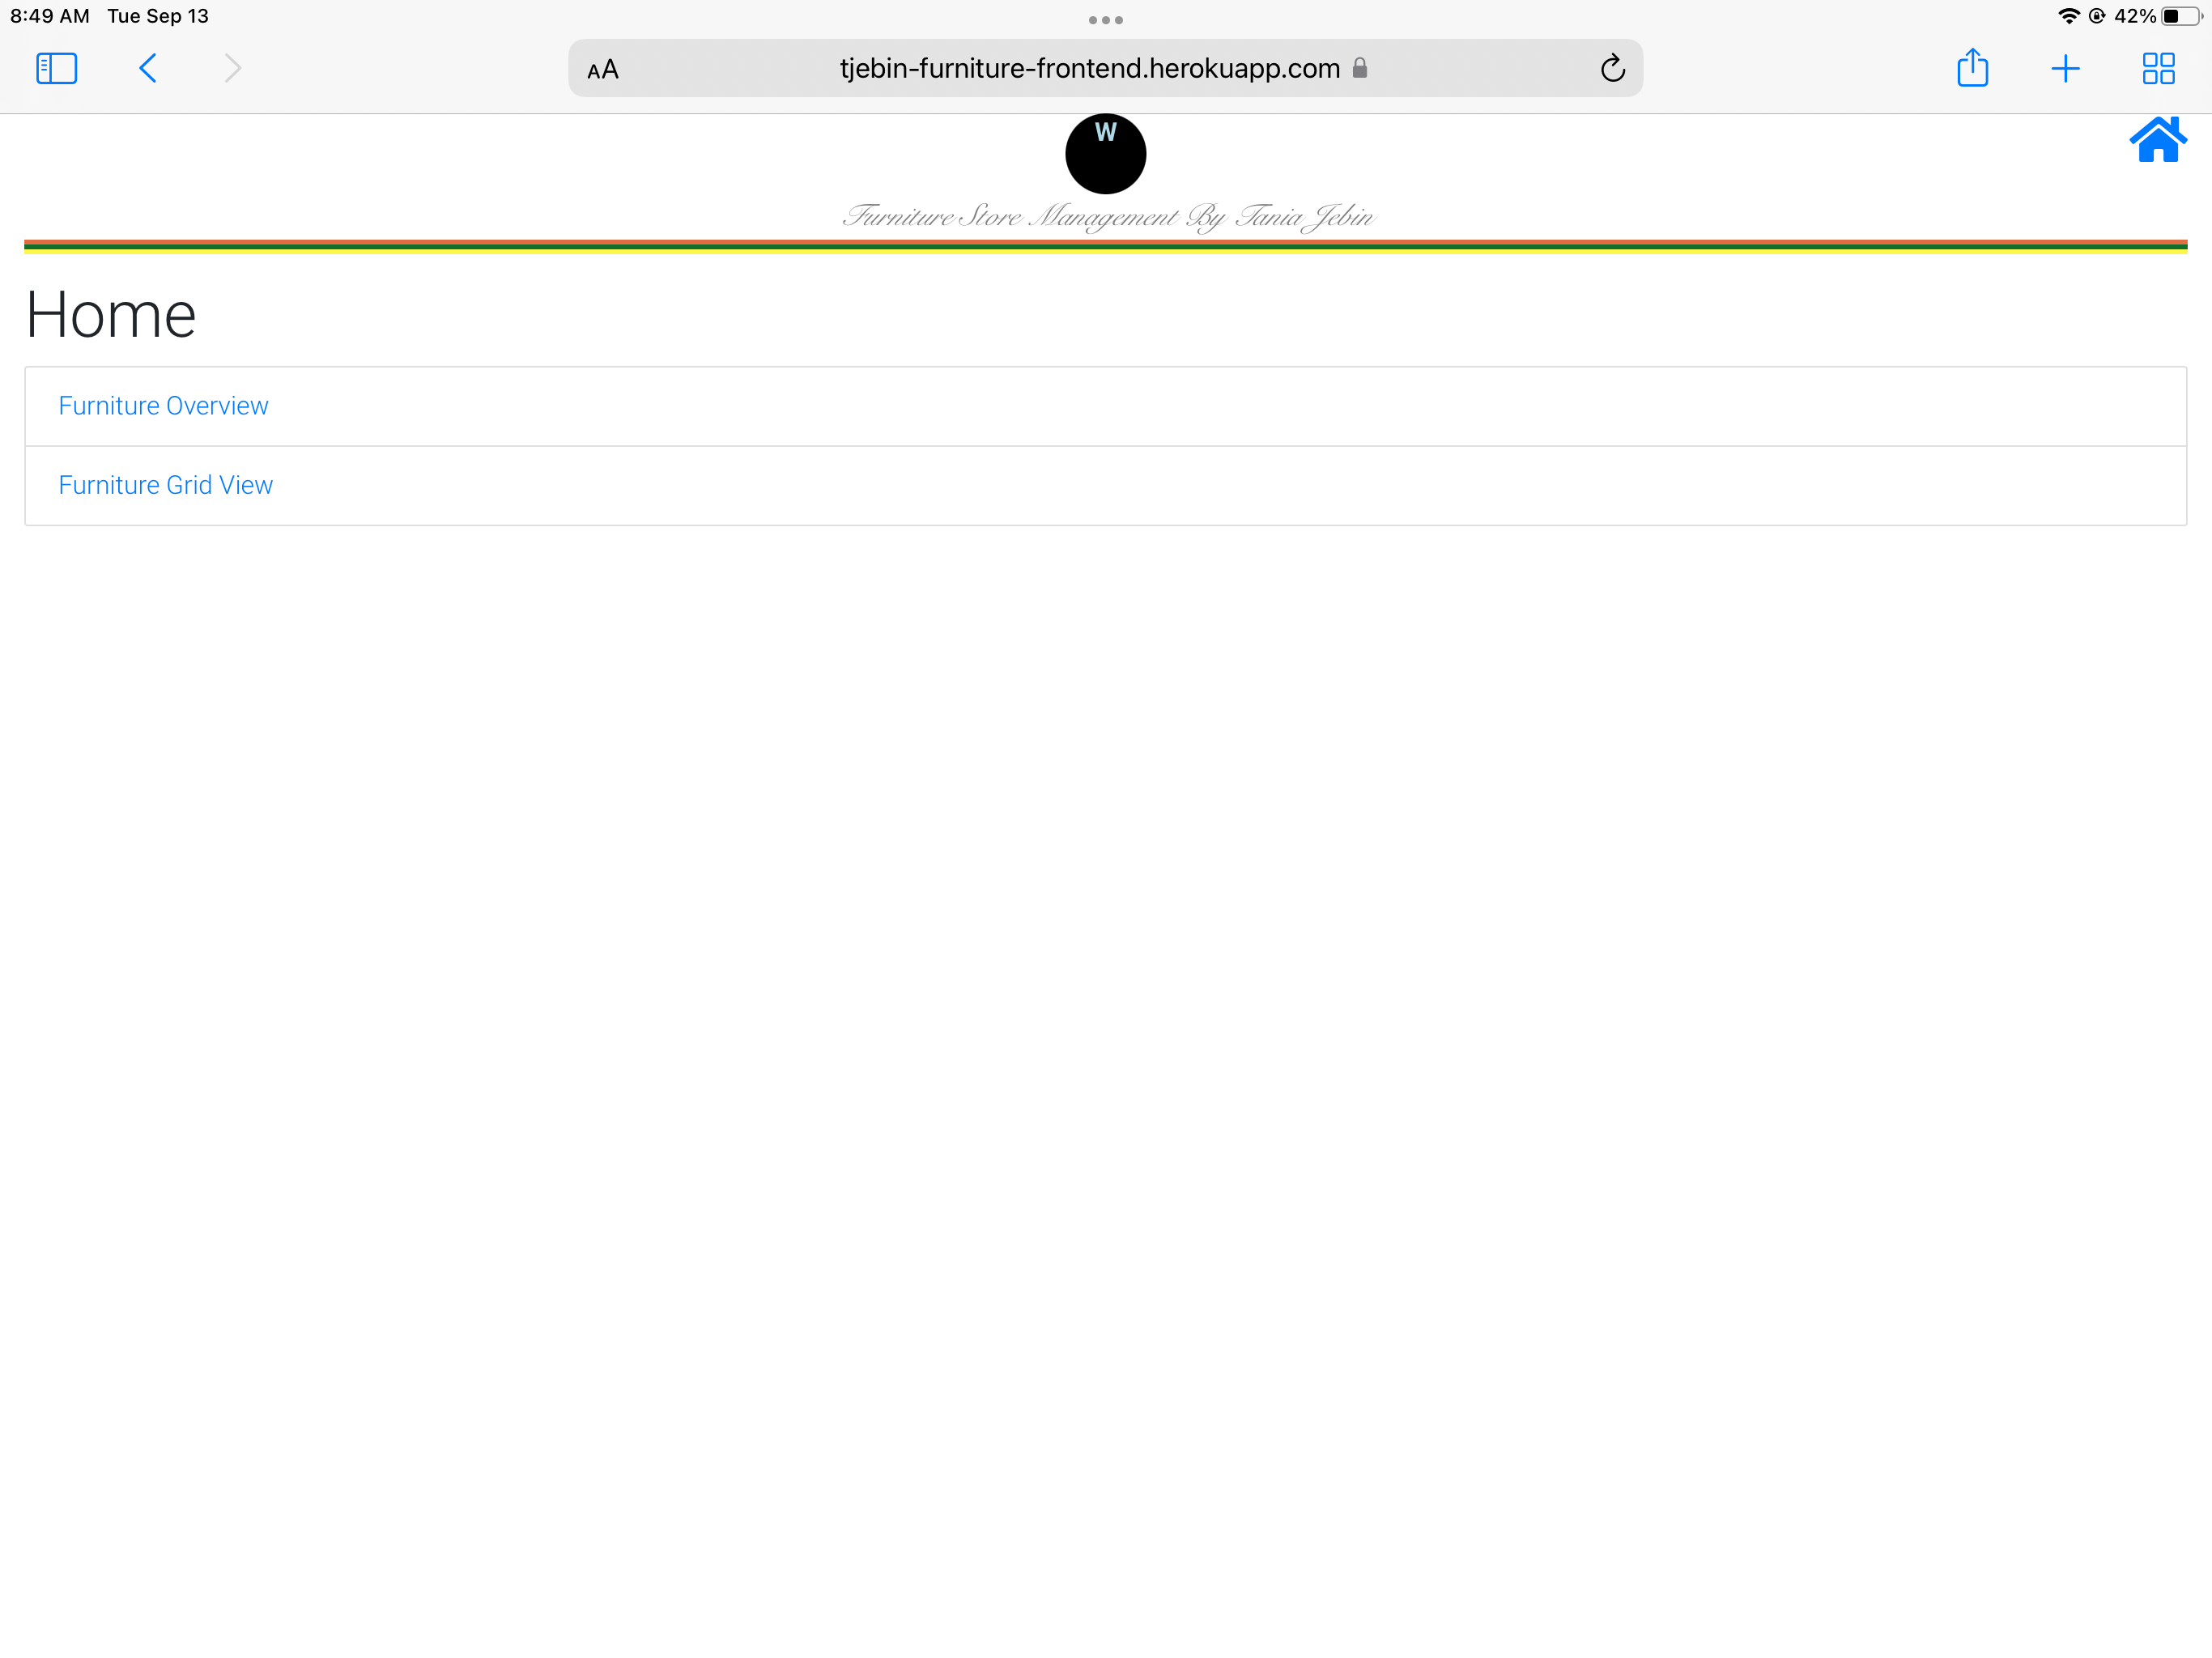 8:49 AM Tue Sep 13
42%
AA
tjebin-furniture-frontend.herokuapp.com
W
Furniture Store Management By Tania Jebin
Home
Furniture Overview
Furniture Grid View